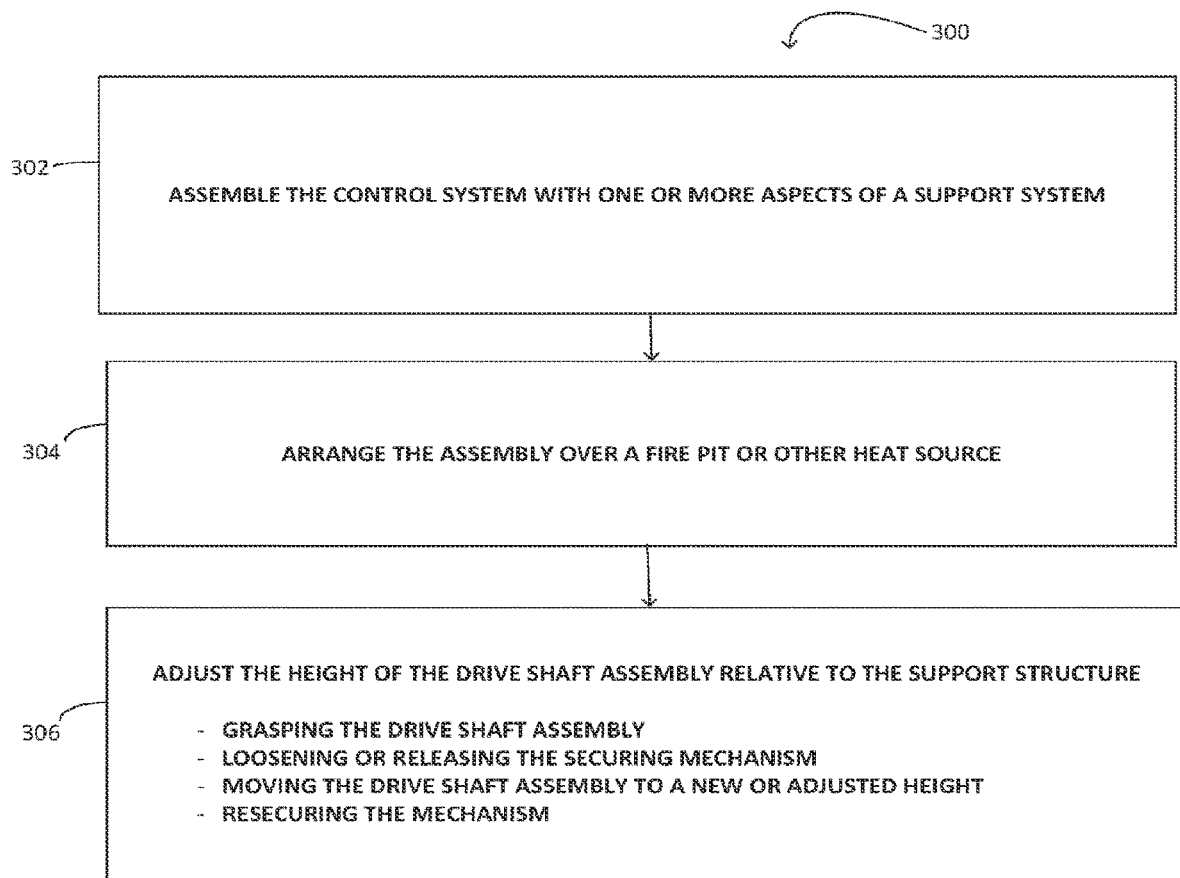 300
302
ASSEMBLE THE CONTROL SYSTEM WITH ONE OR MORE ASPECTS OF A SUPPORT SYSTEM
304
ARRANGE THE ASSEMBLY OVER A FIRE PIT OR OTHER HEAT SOURCE
306
ADJUST THE HEIGHT OF THE DRIVE SHAFT ASSEMBLY RELATIVE TO THE SUPPORT STRUCTURE
- GRASPING THE DRIVE SHAFT ASSEMBLY
- LOOSENING OR RELEASING THE SECURING MECHANISM
- MOVING THE DRIVE SHAFT ASSEMBLY TO A NEW OR ADJUSTED HEIGHT
- RESECURING THE MECHANISM